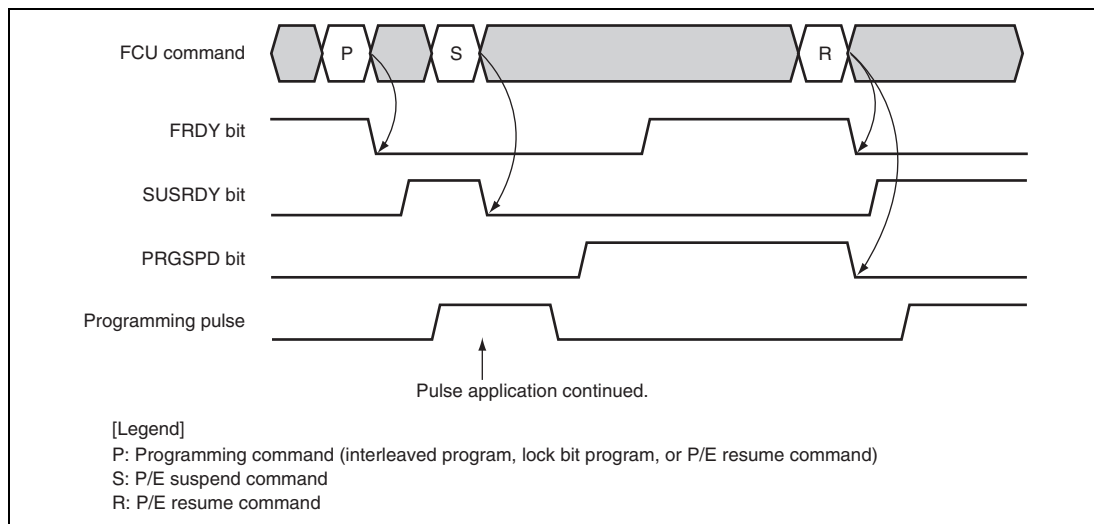 FCU command
P
S
R
FRDY bit
SUSRDY bit
PRGSPD bit
Programming pulse
Pulse application continued.
[Legend]
P: Programming command (interleaved program, lock bit program, or P/E resume command)
S: P/E suspend command
R: P/E resume command